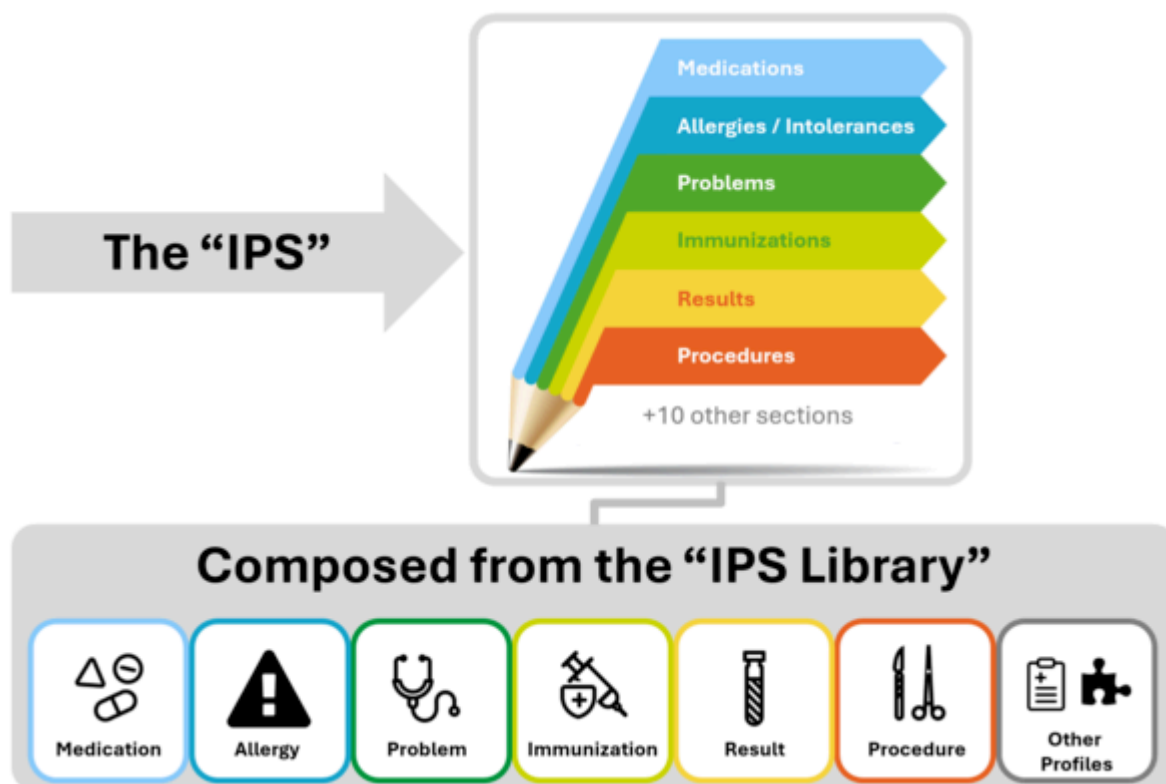 The “IPS”
Medications
Allergies / Intolerances
Problems
Immunizations
Results
Procedures
+10 other sections
Composed from the “IPS Library”
Medication
Allergy
Problem
Immunization
Result
Procedure
Other
Profiles